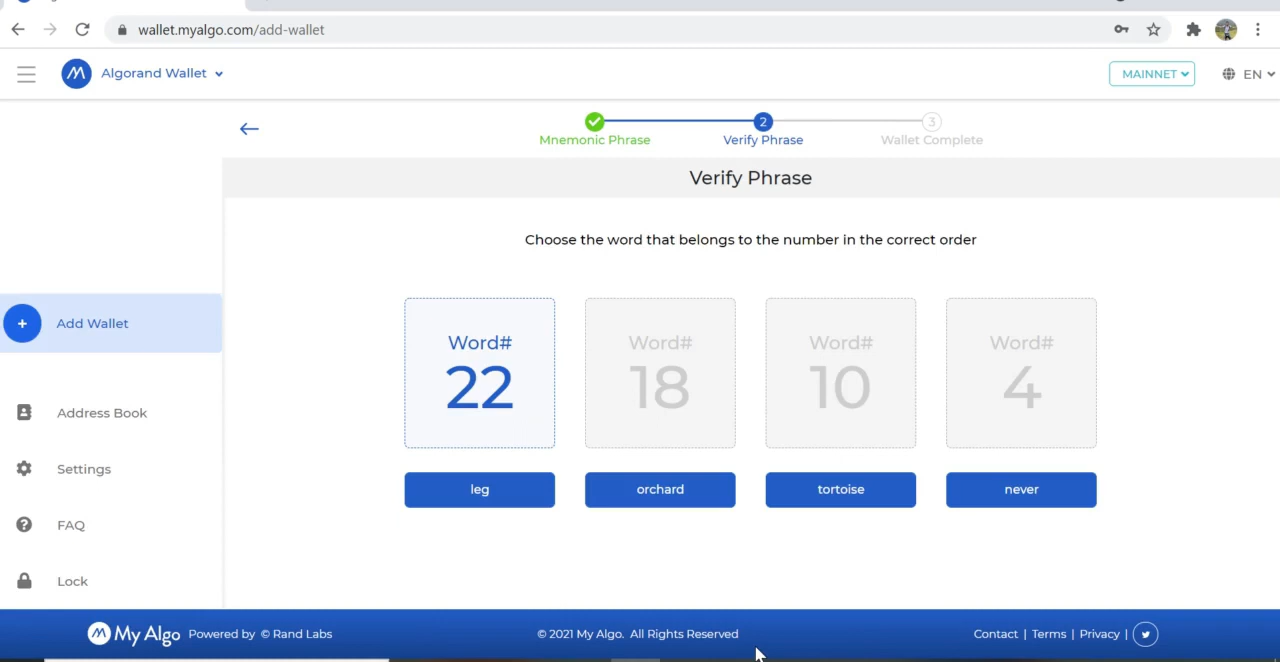 wallet.myalgo.com/add-wallet
Algorand Wallet
MAINNET
EN
2
3
Mnemonic Phrase
Verify Phrase
Wallet Complete
Verify Phrase
Choose the word that belongs to the number in the correct order
Word#
22
Word#
18
Word#
10
Word#
4
leg
orchard
tortoise
never
Add Wallet
Address Book
Settings
FAQ
Lock
My Algo Powered by © Rand Labs
© 2021 My Algo. All Rights Reserved
Contact | Terms | Privacy |